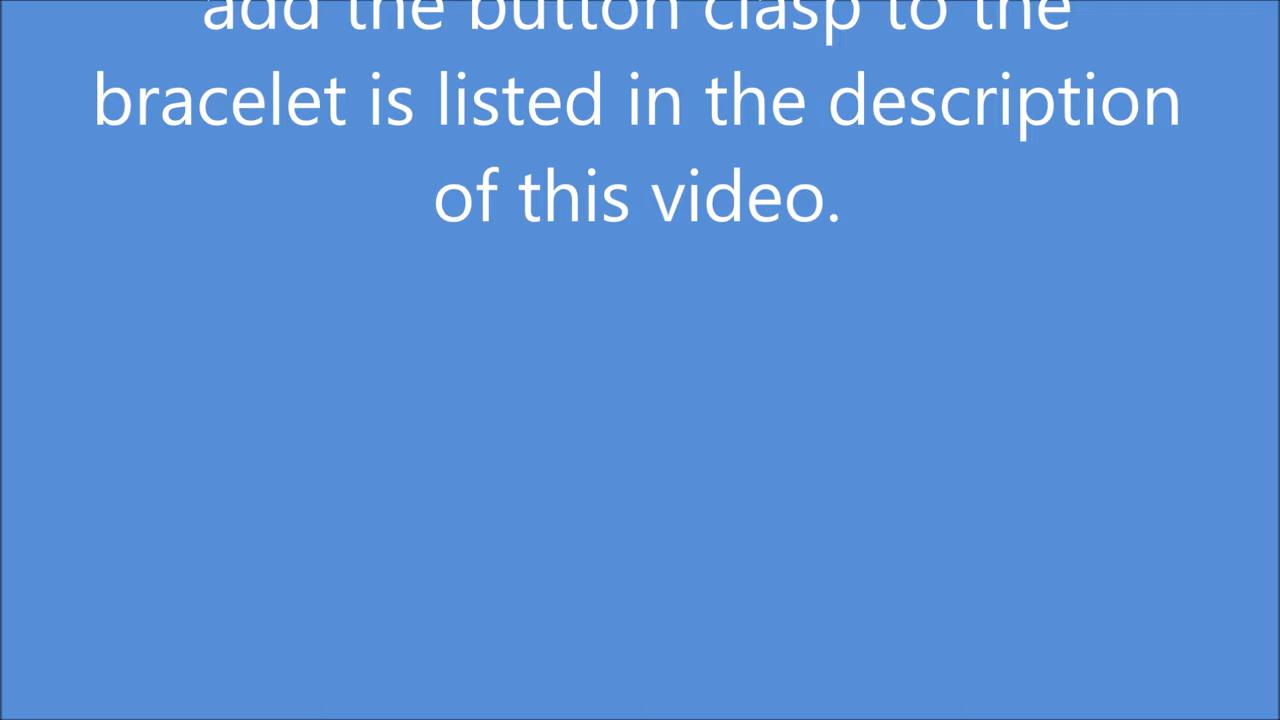 add the button clasp to the
bracelet is listed in the description
of this video.